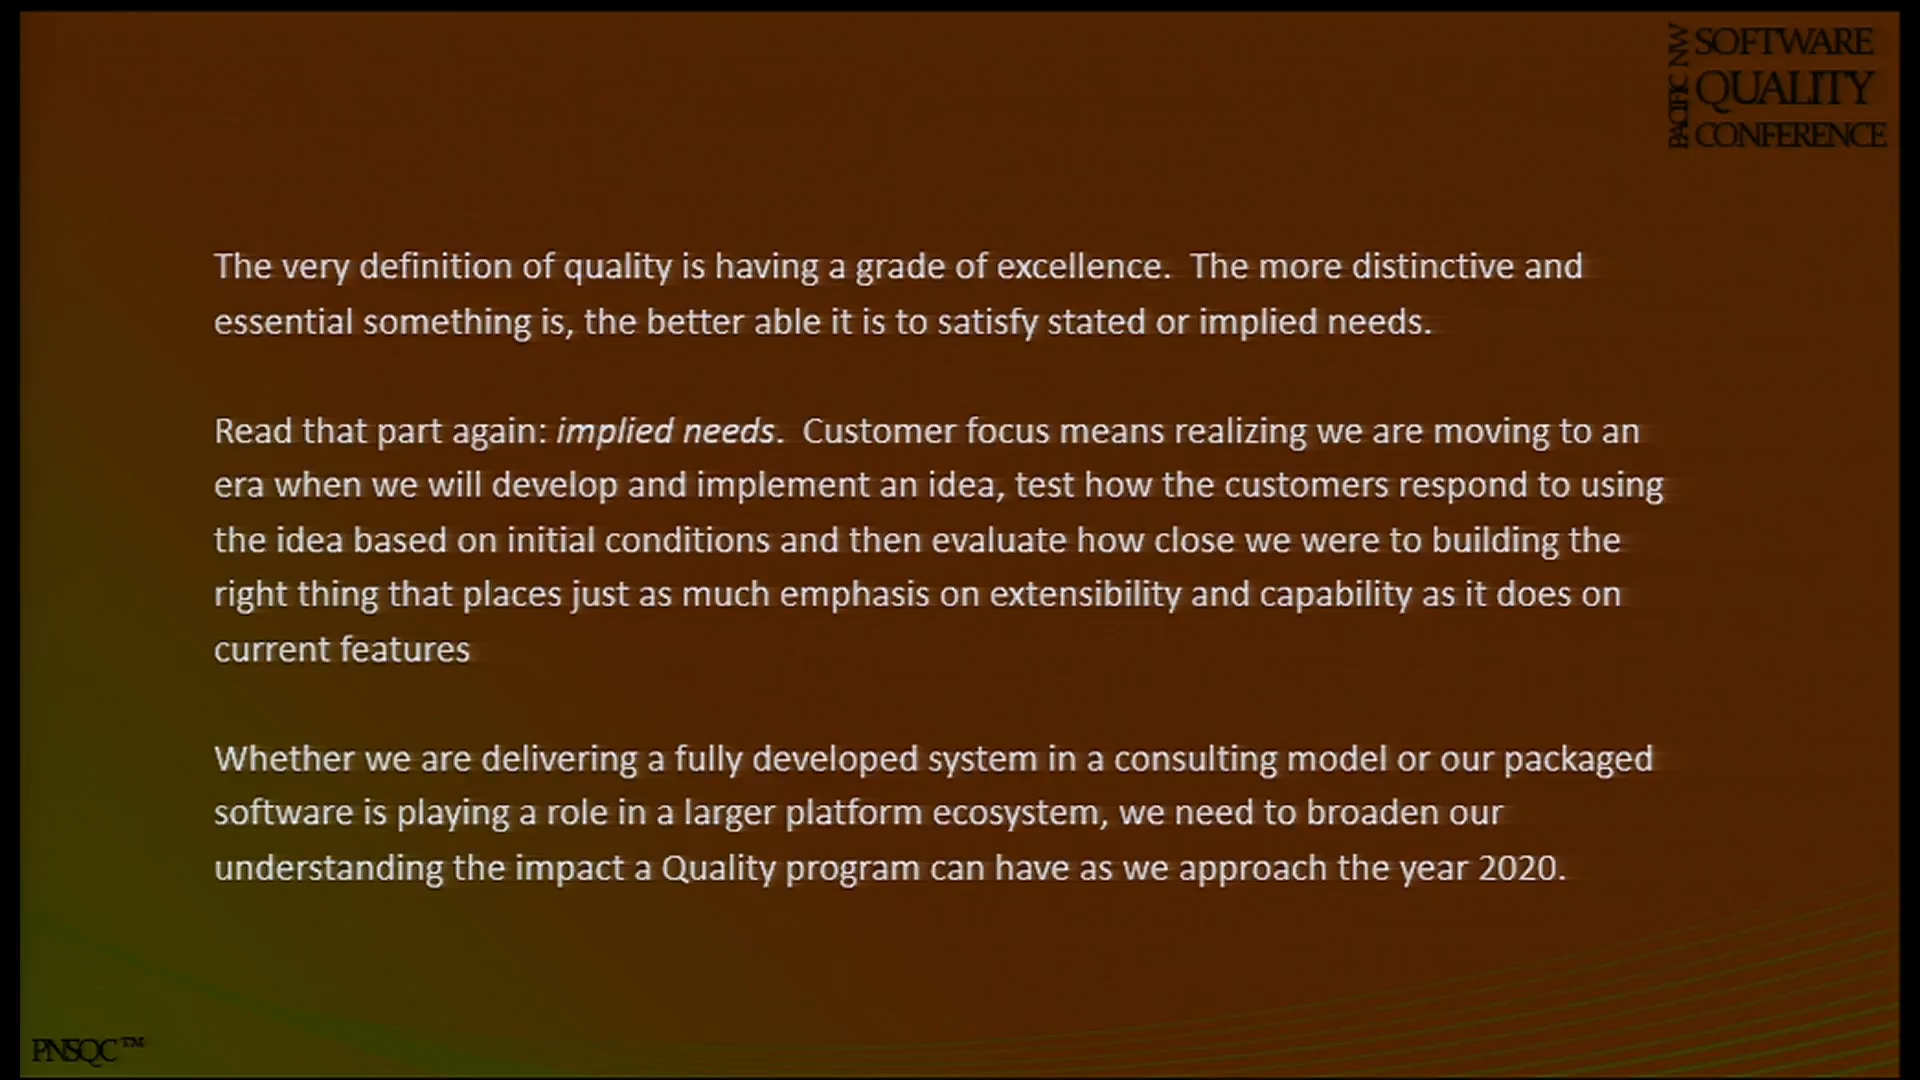 PACIFIC NW
SOFTWARE
QUALITY
CONFERENCE
The very definition of quality is having a grade of excellence.  The more distinctive and
essential something is, the better able it is to satisfy stated or implied needs.
Read that part again: implied needs.  Customer focus means realizing we are moving to an
era when we will develop and implement an idea, test how the customers respond to using
the idea based on initial conditions and then evaluate how close we were to building the
right thing that places just as much emphasis on extensibility and capability as it does on
current features
Whether we are delivering a fully developed system in a consulting model or our packaged
software is playing a role in a larger platform ecosystem, we need to broaden our
understanding the impact a Quality program can have as we approach the year 2020.
PNSQC™